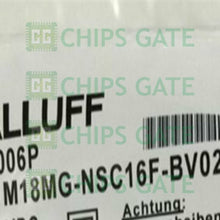 CHIPS GATE
ALLUFF
006P
M18MG-NSC16F-BV02
CHIPS GATE
Achtung
CHIPS GATE